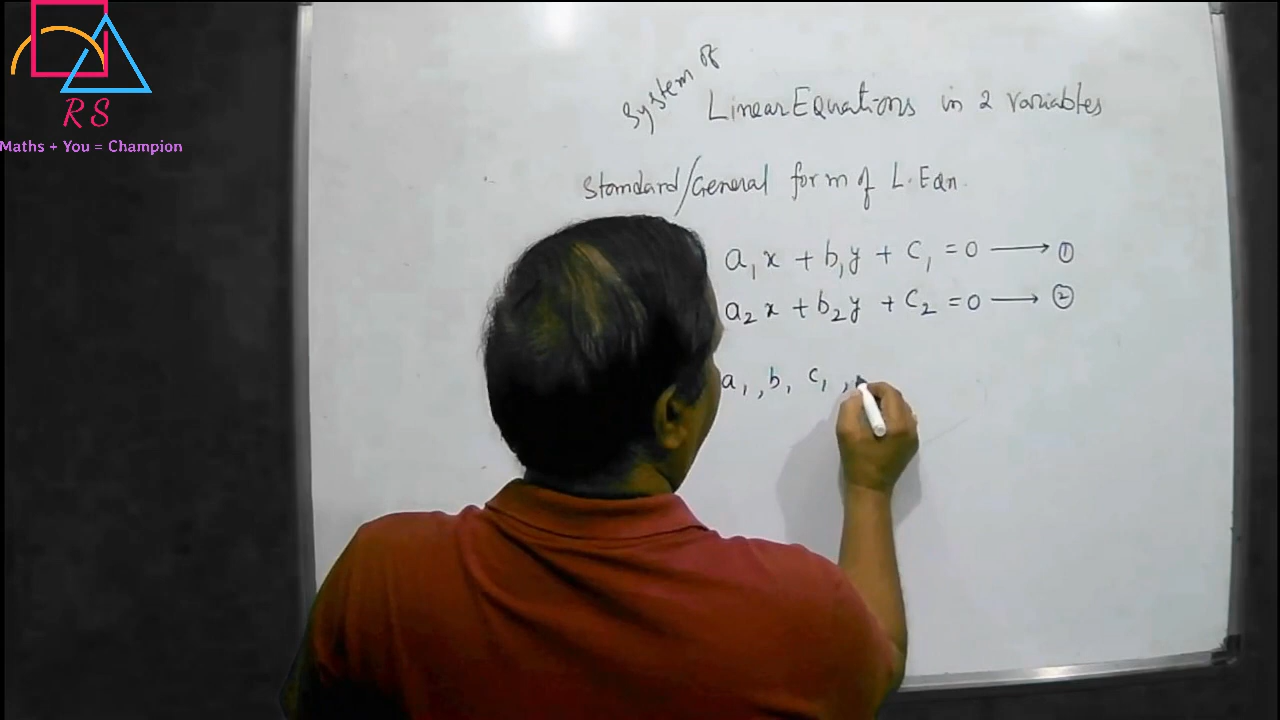 RS
Maths + You = Champion
System of
Linear Equations in 2 variables
Standard/General form of L.Eqn.
a₁x + b₁y + c₁ = 0 ⟶ ①
a₂x + b₂y + c₂ = 0 ⟶ ②
a₁, b₁ c₁,